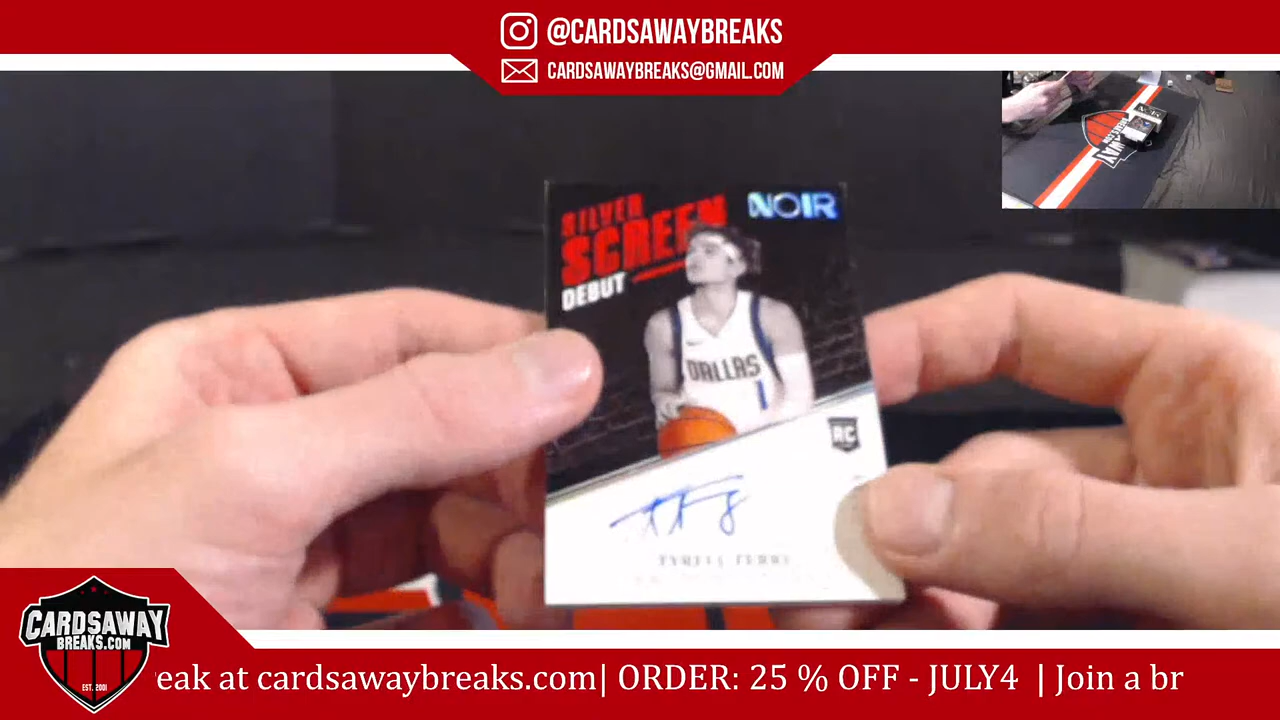 @CARDSAWAYBREAKS
CARDSAWAYBREAKS@GMAIL.COM
SILVER
SCREEN
DEBUT
NOIR
DALLAS
1
RC
TYRELL TERRY
CARDSAWAY
BREAKS.COM
EST. 2001
eak at cardsawaybreaks.com| ORDER: 25 % OFF - JULY4 | Join a br